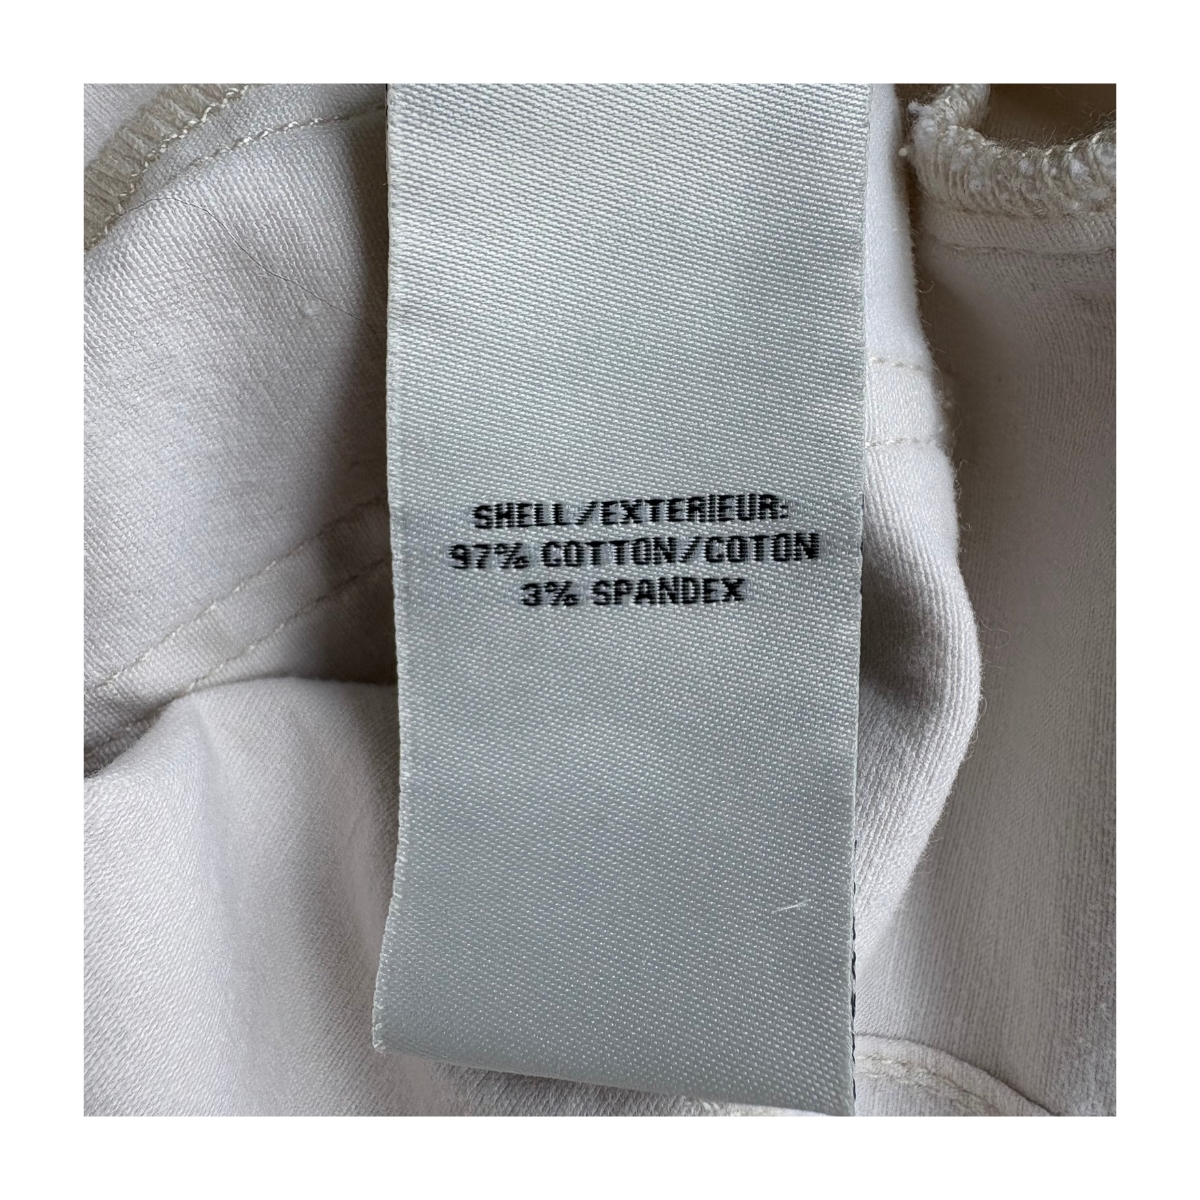 SHELL/EXTERIEUR:
97% COTTON/COTON
3% SPANDEX